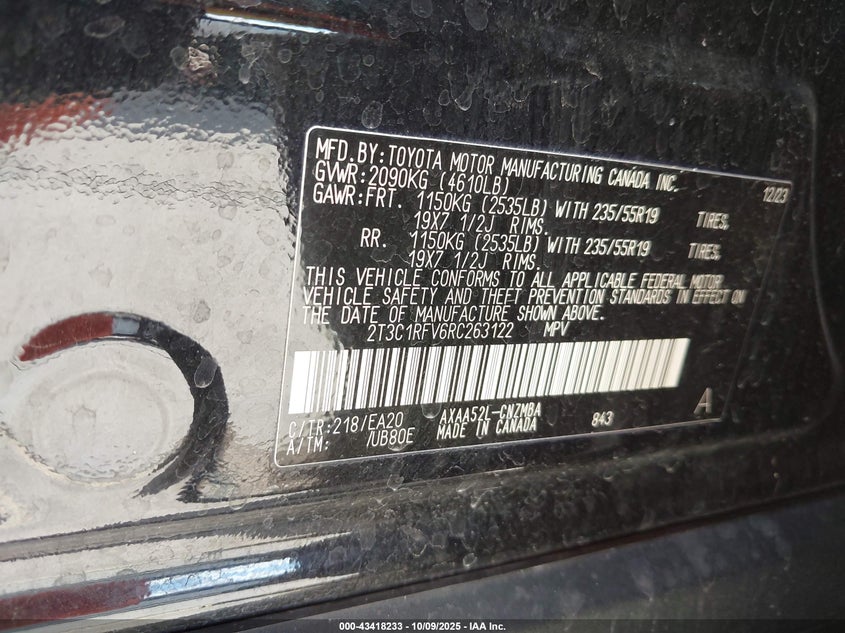 MFD.BY:TOYOTA MOTOR MANUFACTURING CANADA INC.
GVWR:2090KG (4610LB) 12/23
GAWR:FRT. 1150KG (2535LB) WITH 235/55R19 TIRES,
19X7 1/2J RIMS.
RR. 1150KG (2535LB) WITH 235/55R19 TIRES,
19X7 1/2J RIMS.
THIS VEHICLE CONFORMS TO ALL APPLICABLE FEDERAL MOTOR
VEHICLE SAFETY AND THEFT PREVENTION STANDARDS IN EFFECT ON
THE DATE OF MANUFACTURE SHOWN ABOVE.
2T3C1RFV6RC263122 MPV
C/TR:218/EA20 AXAA52L-CNZMBA 843 A
A/TM: /UB80E MADE IN CANADA
000-43418233 - 10/09/2025 - IAA Inc.